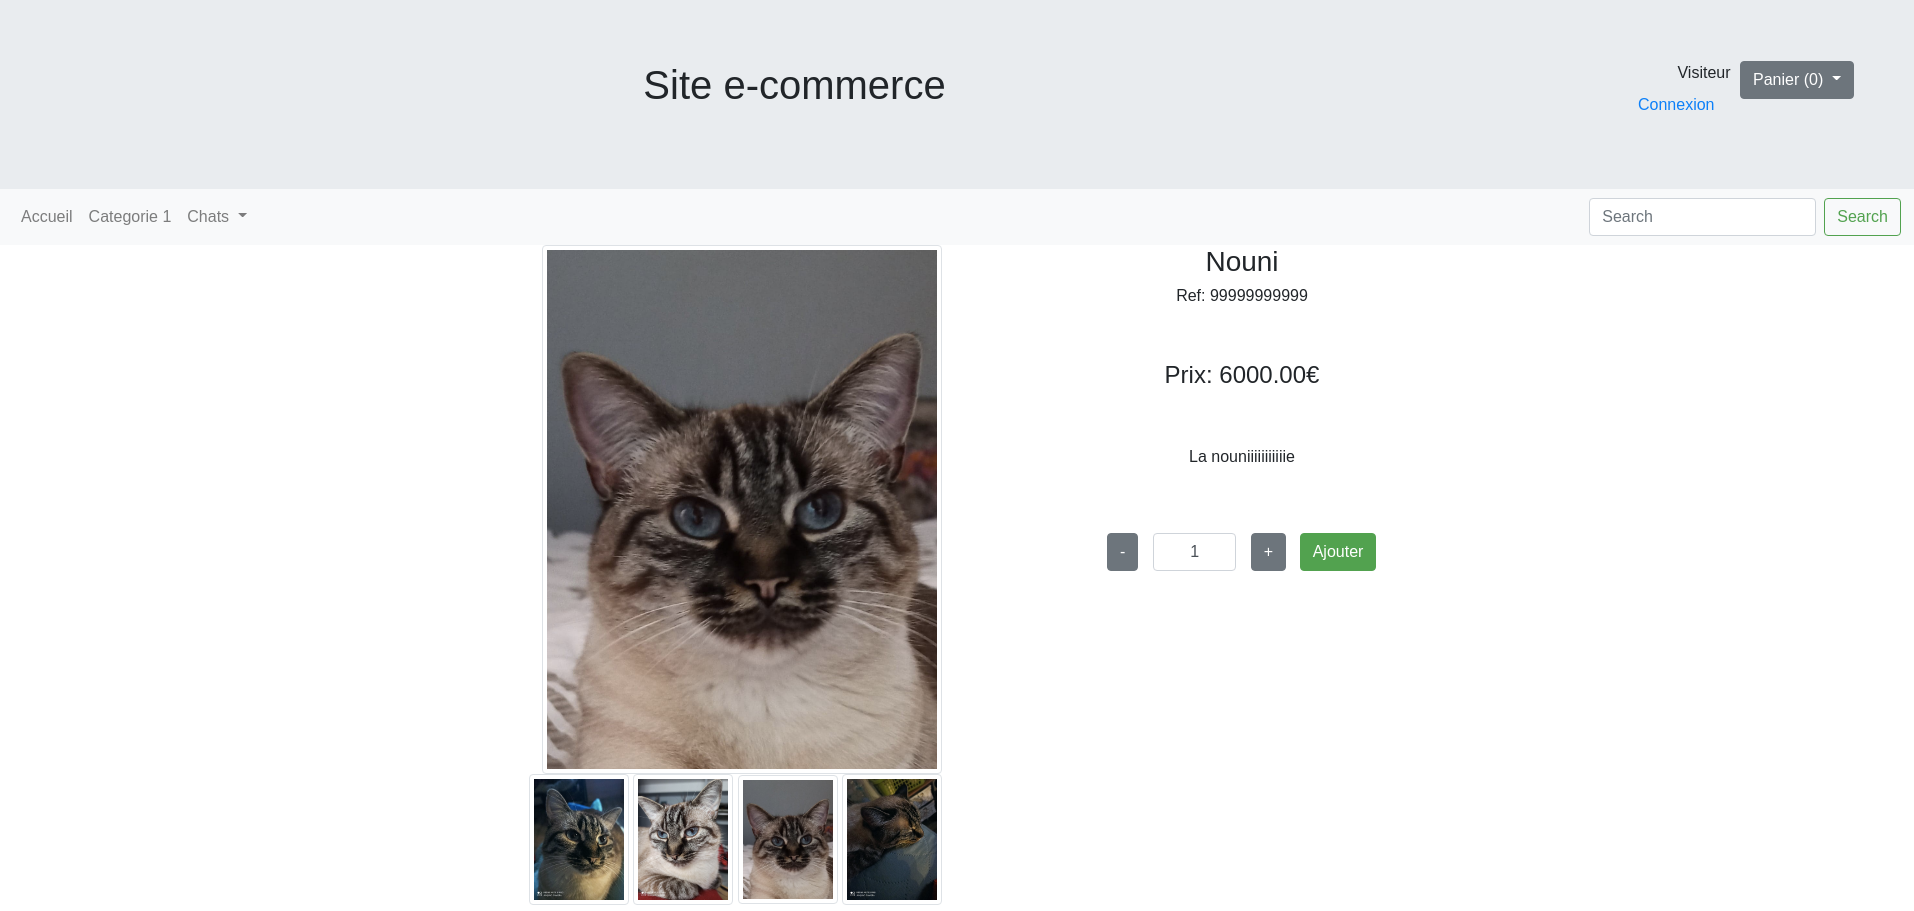 Site e-commerce
Visiteur
Panier (0)
Connexion
Accueil
Categorie 1
Chats
Search
Search
Nouni
Ref: 99999999999
Prix: 6000.00€
La nouniiiiiiiiiiie
-
1
+
Ajouter